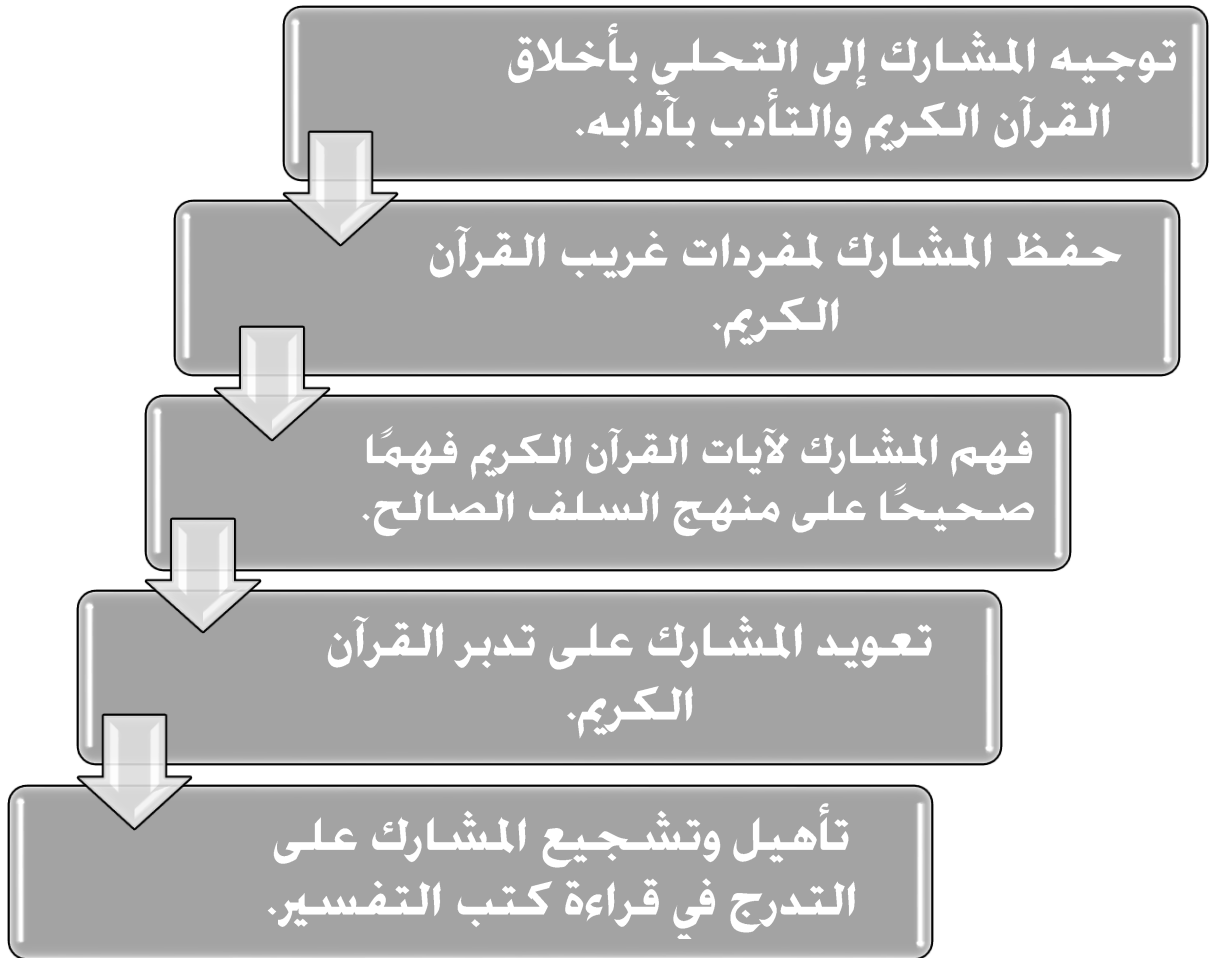 توجيه المشارك إلى التحلي بأخلاق
القرآن الكريم والتأدب بآدابه.
حفظ المشارك لمفردات غريب القرآن
الكريم.
فهم المشارك لآيات القرآن الكريم فهمًا
صحيحًا على منهج السلف الصالح.
تعويد المشارك على تدبر القرآن
الكريم.
تأهيل وتشجيع المشارك على
التدرج في قراءة كتب التفسير.